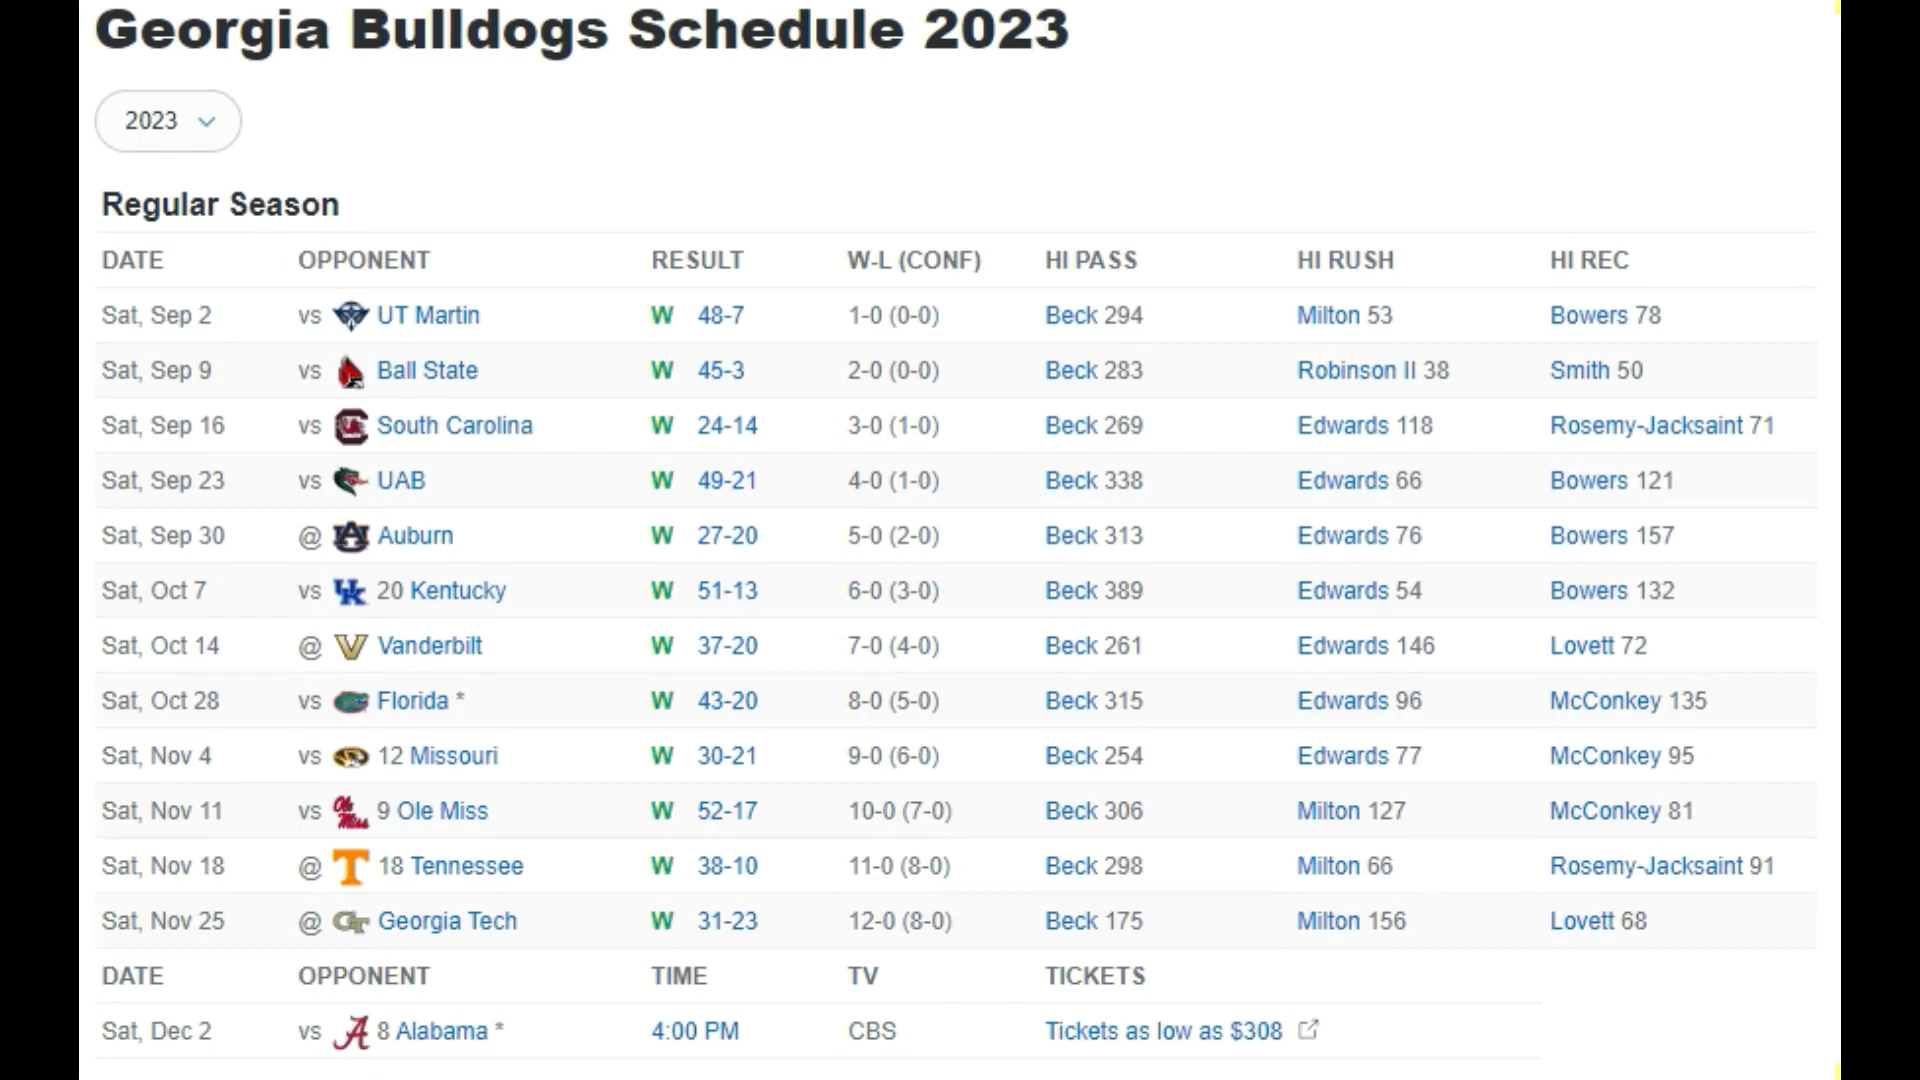 Georgia Bulldogs Schedule 2023
2023
Regular Season
DATE OPPONENT RESULT W-L (CONF) HI PASS HI RUSH HI REC
Sat, Sep 2 vs UT Martin W 48-7 1-0 (0-0) Beck 294 Milton 53 Bowers 78
Sat, Sep 9 vs Ball State W 45-3 2-0 (0-0) Beck 283 Robinson II 38 Smith 50
Sat, Sep 16 vs South Carolina W 24-14 3-0 (1-0) Beck 269 Edwards 118 Rosemy-Jacksaint 71
Sat, Sep 23 vs UAB W 49-21 4-0 (1-0) Beck 338 Edwards 66 Bowers 121
Sat, Sep 30 @ Auburn W 27-20 5-0 (2-0) Beck 313 Edwards 76 Bowers 157
Sat, Oct 7 vs UK 20 Kentucky W 51-13 6-0 (3-0) Beck 389 Edwards 54 Bowers 132
Sat, Oct 14 @ V Vanderbilt W 37-20 7-0 (4-0) Beck 261 Edwards 146 Lovett 72
Sat, Oct 28 vs Florida * W 43-20 8-0 (5-0) Beck 315 Edwards 96 McConkey 135
Sat, Nov 4 vs 12 Missouri W 30-21 9-0 (6-0) Beck 254 Edwards 77 McConkey 95
Sat, Nov 11 vs Ole Miss 9 Ole Miss W 52-17 10-0 (7-0) Beck 306 Milton 127 McConkey 81
Sat, Nov 18 @ T 18 Tennessee W 38-10 11-0 (8-0) Beck 298 Milton 66 Rosemy-Jacksaint 91
Sat, Nov 25 @ GT Georgia Tech W 31-23 12-0 (8-0) Beck 175 Milton 156 Lovett 68
DATE OPPONENT TIME TV TICKETS
Sat, Dec 2 vs A 8 Alabama * 4:00 PM CBS Tickets as low as $308